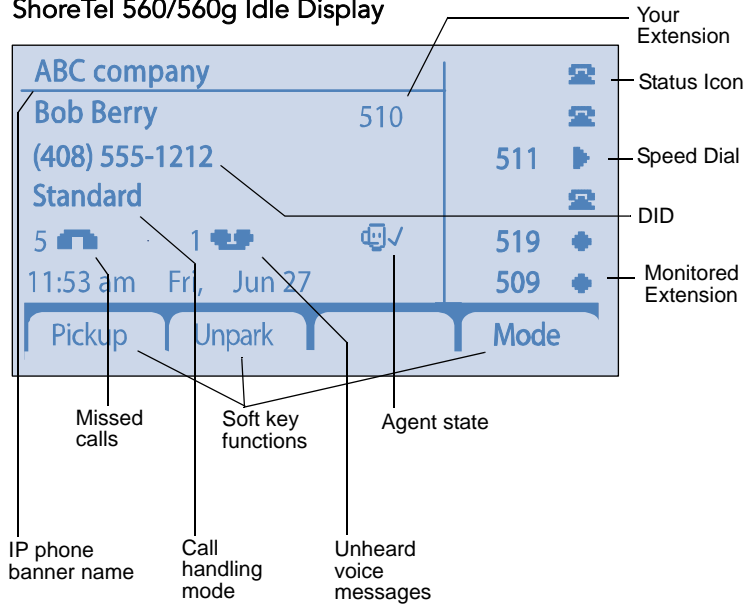 ShoreTel 560/560g Idle Display
Your
Extension
ABC company
Status Icon
Bob Berry 510
(408) 555-1212 511
Speed Dial
Standard
DID
5 1 519
Monitored
Extension
11:53 am Fri, Jun 27 509
Pickup Unpark Mode
Missed
calls
Soft key
functions
Agent state
IP phone
banner name
Call
handling
mode
Unheard
voice
messages